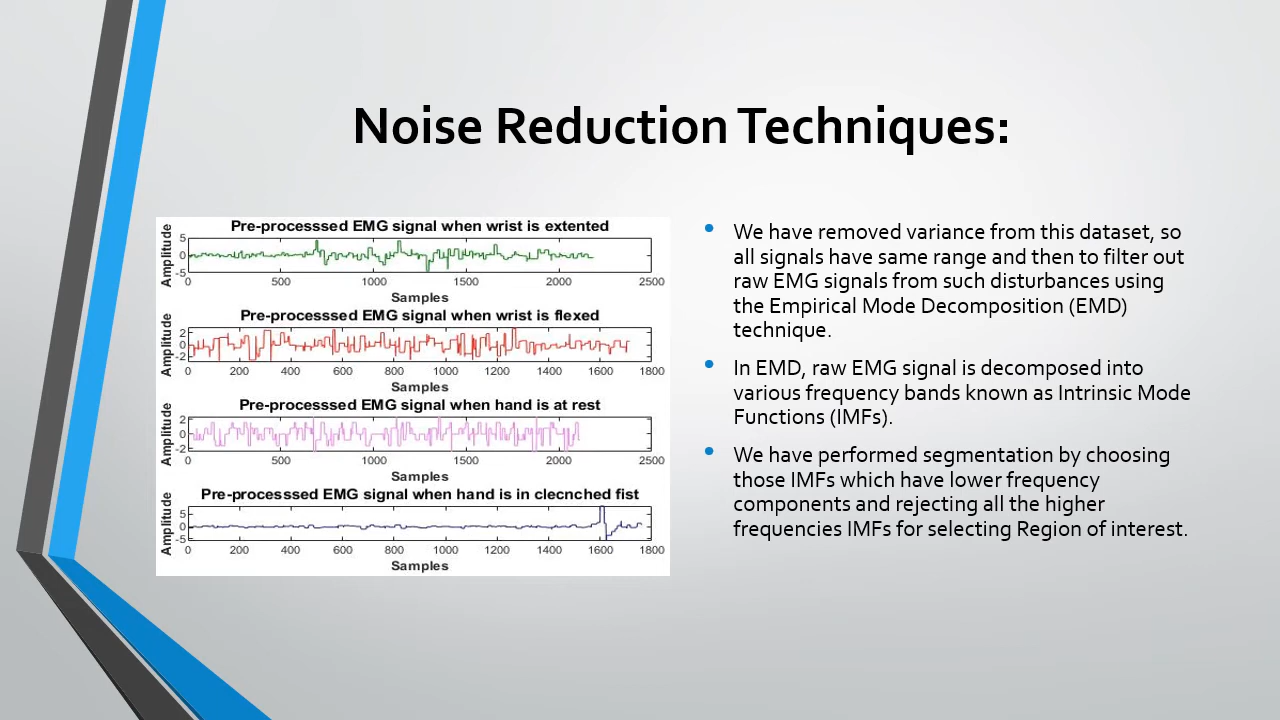 Noise Reduction Techniques:
Pre-processsed EMG signal when wrist is extented
Amplitude
5
0
-5
0 500 1000 1500 2000 2500
Samples
Pre-processsed EMG signal when wrist is flexed
Amplitude
2
0
-2
0 200 400 600 800 1000 1200 1400 1600 1800
Samples
Pre-processsed EMG signal when hand is at rest
Amplitude
2
0
-2
0 500 1000 1500 2000 2500
Samples
Pre-processsed EMG signal when hand is in clecnched fist
Amplitude
5
0
-5
0 200 400 600 800 1000 1200 1400 1600 1800
Samples
• We have removed variance from this dataset, so
all signals have same range and then to filter out
raw EMG signals from such disturbances using
the Empirical Mode Decomposition (EMD)
technique.
• In EMD, raw EMG signal is decomposed into
various frequency bands known as Intrinsic Mode
Functions (IMFs).
• We have performed segmentation by choosing
those IMFs which have lower frequency
components and rejecting all the higher
frequencies IMFs for selecting Region of interest.